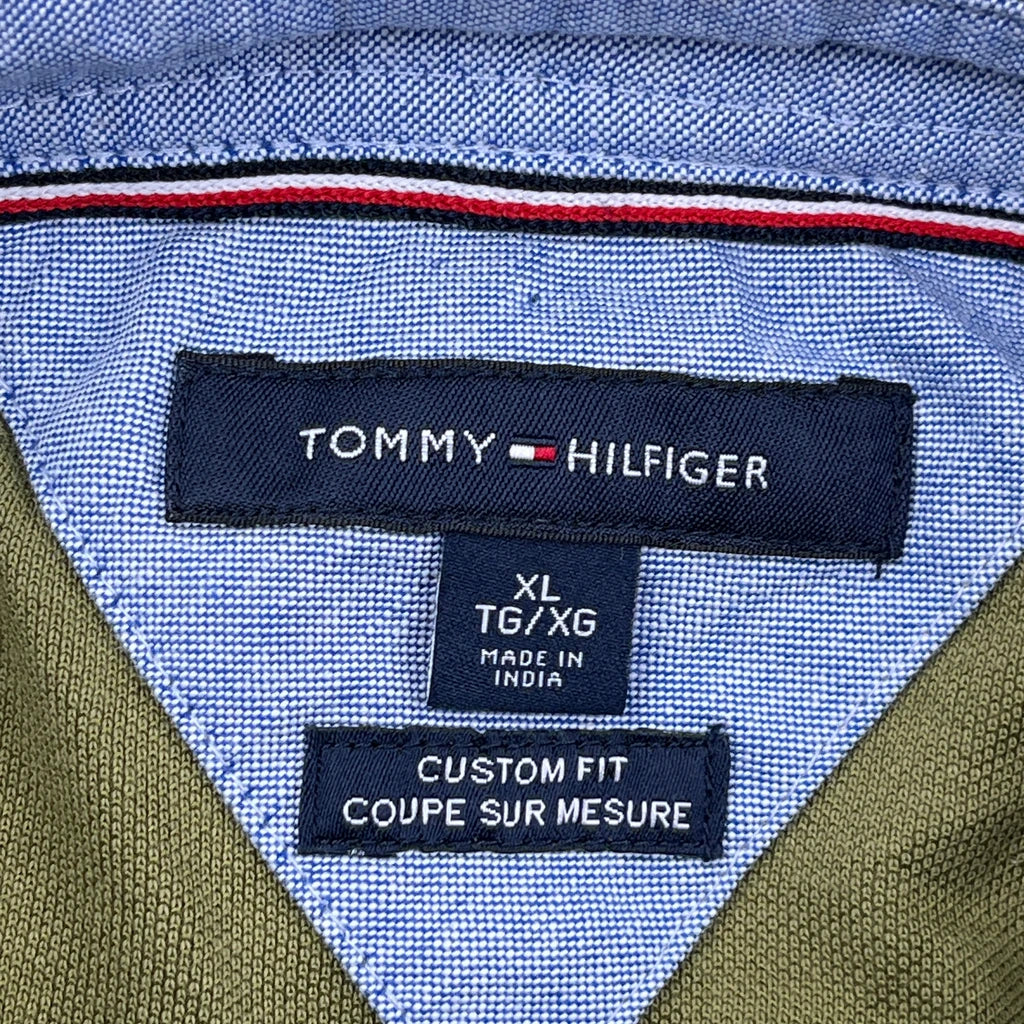 TOMMY HILFIGER
XL
TG/XG
MADE IN
INDIA
CUSTOM FIT
COUPE SUR MESURE